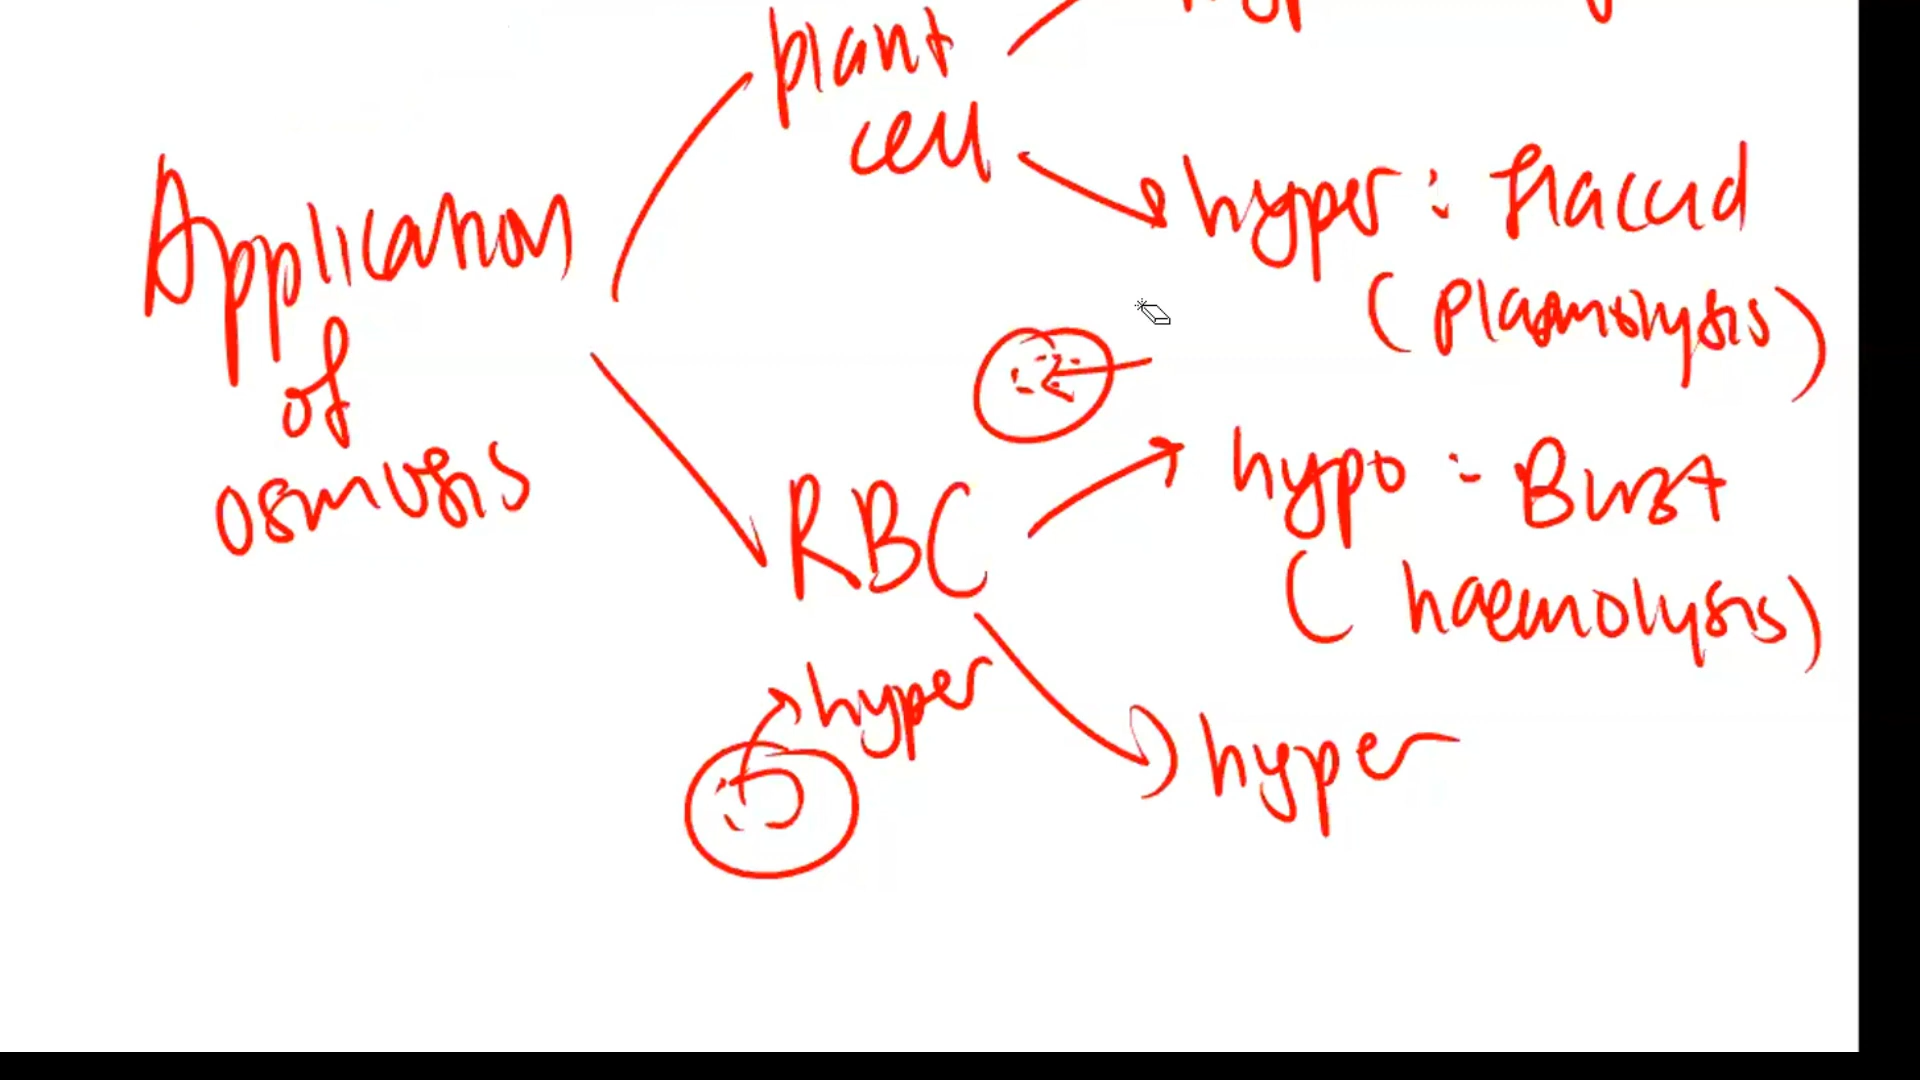 plant
cell
hyper : flaccid
(plasmolysis)
Application
of
osmosis
RBC
hypo : Burst
(haemolysis)
hyper
hyper